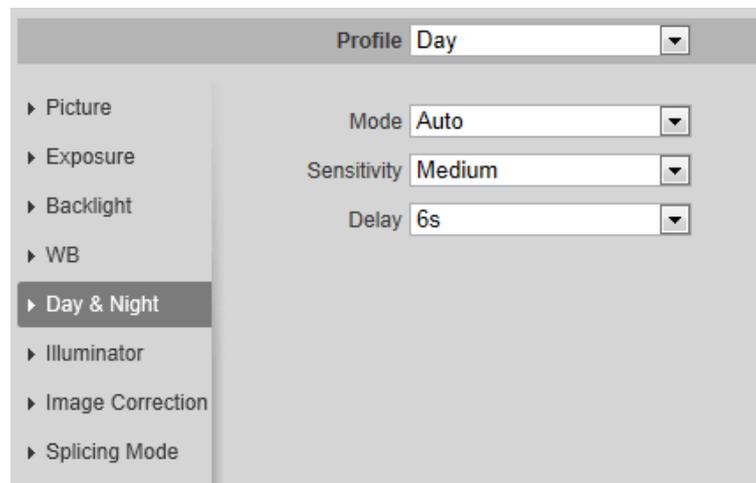 Profile Day
Picture
Exposure
Backlight
WB
Day & Night
Illuminator
Image Correction
Splicing Mode
Mode Auto
Sensitivity Medium
Delay 6s